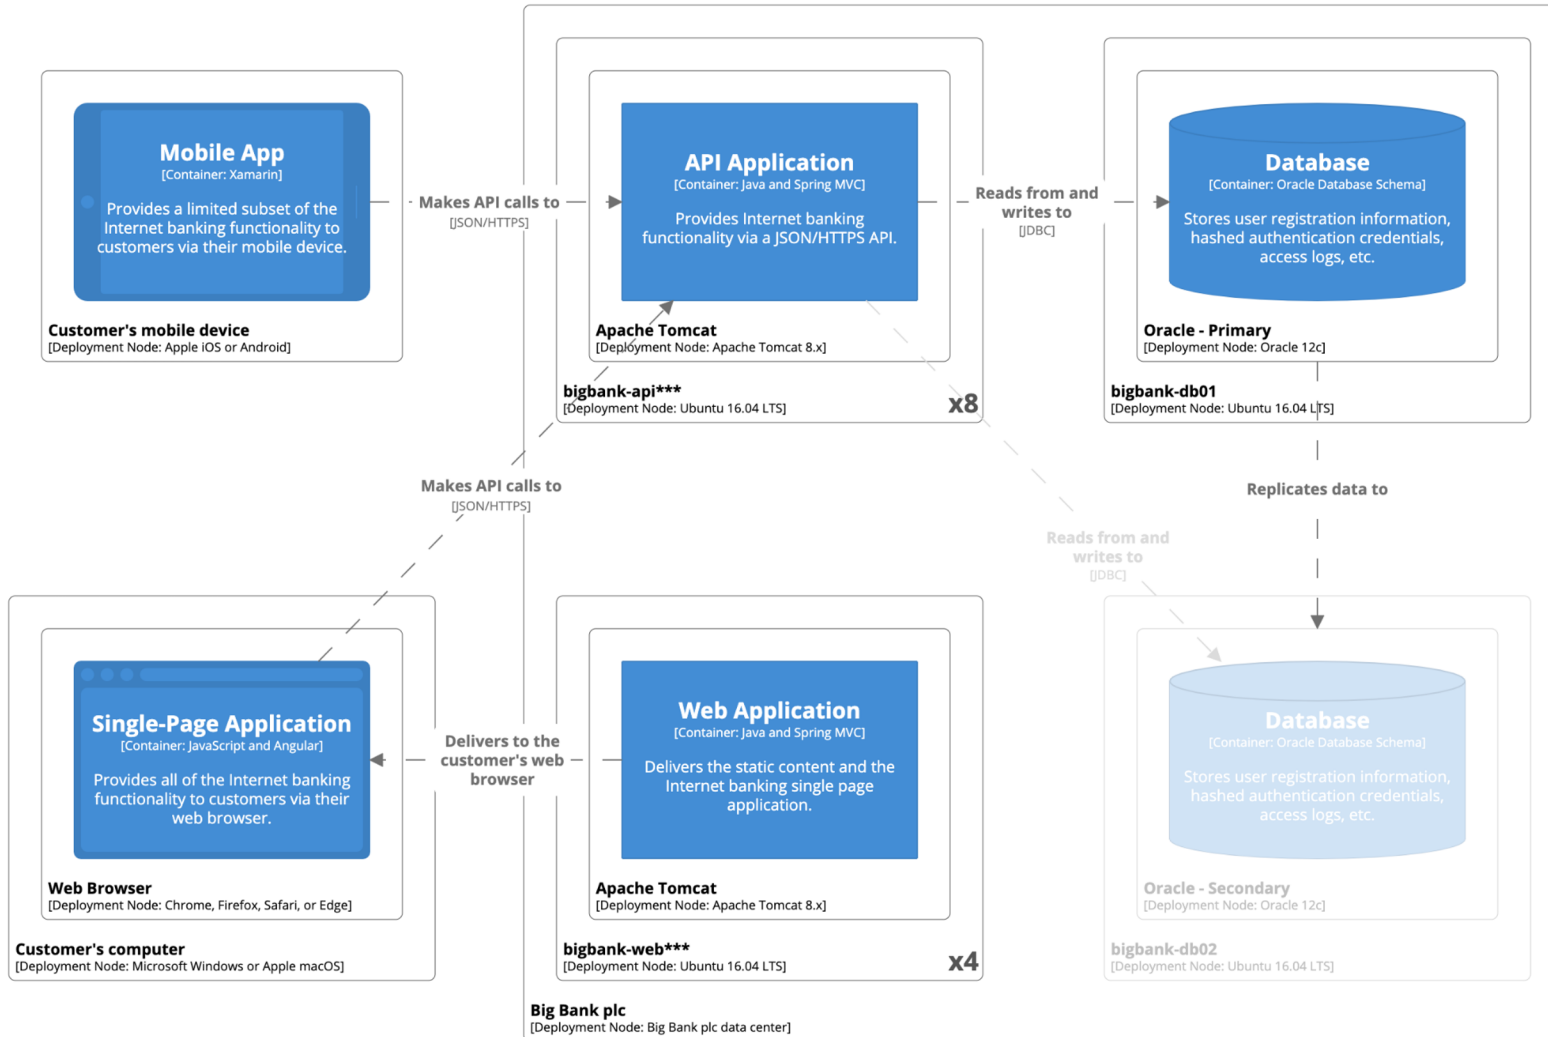 Mobile App
[Container: Xamarin]
Provides a limited subset of the
Internet banking functionality to
customers via their mobile device.
Customer's mobile device
[Deployment Node: Apple iOS or Android]
Makes API calls to
[JSON/HTTPS]
API Application
[Container: Java and Spring MVC]
Provides Internet banking
functionality via a JSON/HTTPS API.
Apache Tomcat
[Deployment Node: Apache Tomcat 8.x]
bigbank-api***
[Deployment Node: Ubuntu 16.04 LTS]
x8
Reads from and
writes to
[JDBC]
Database
[Container: Oracle Database Schema]
Stores user registration information,
hashed authentication credentials,
access logs, etc.
Oracle - Primary
[Deployment Node: Oracle 12c]
bigbank-db01
[Deployment Node: Ubuntu 16.04 LTS]
Makes API calls to
[JSON/HTTPS]
Replicates data to
Reads from and
writes to
[JDBC]
Single-Page Application
[Container: JavaScript and Angular]
Provides all of the Internet banking
functionality to customers via their
web browser.
Web Browser
[Deployment Node: Chrome, Firefox, Safari, or Edge]
Customer's computer
[Deployment Node: Microsoft Windows or Apple macOS]
Delivers to the
customer's web
browser
Web Application
[Container: Java and Spring MVC]
Delivers the static content and the
Internet banking single page
application.
Apache Tomcat
[Deployment Node: Apache Tomcat 8.x]
bigbank-web***
[Deployment Node: Ubuntu 16.04 LTS]
x4
Database
[Container: Oracle Database Schema]
Stores user registration information,
hashed authentication credentials,
access logs, etc.
Oracle - Secondary
[Deployment Node: Oracle 12c]
bigbank-db02
[Deployment Node: Ubuntu 16.04 LTS]
Big Bank plc
[Deployment Node: Big Bank plc data center]